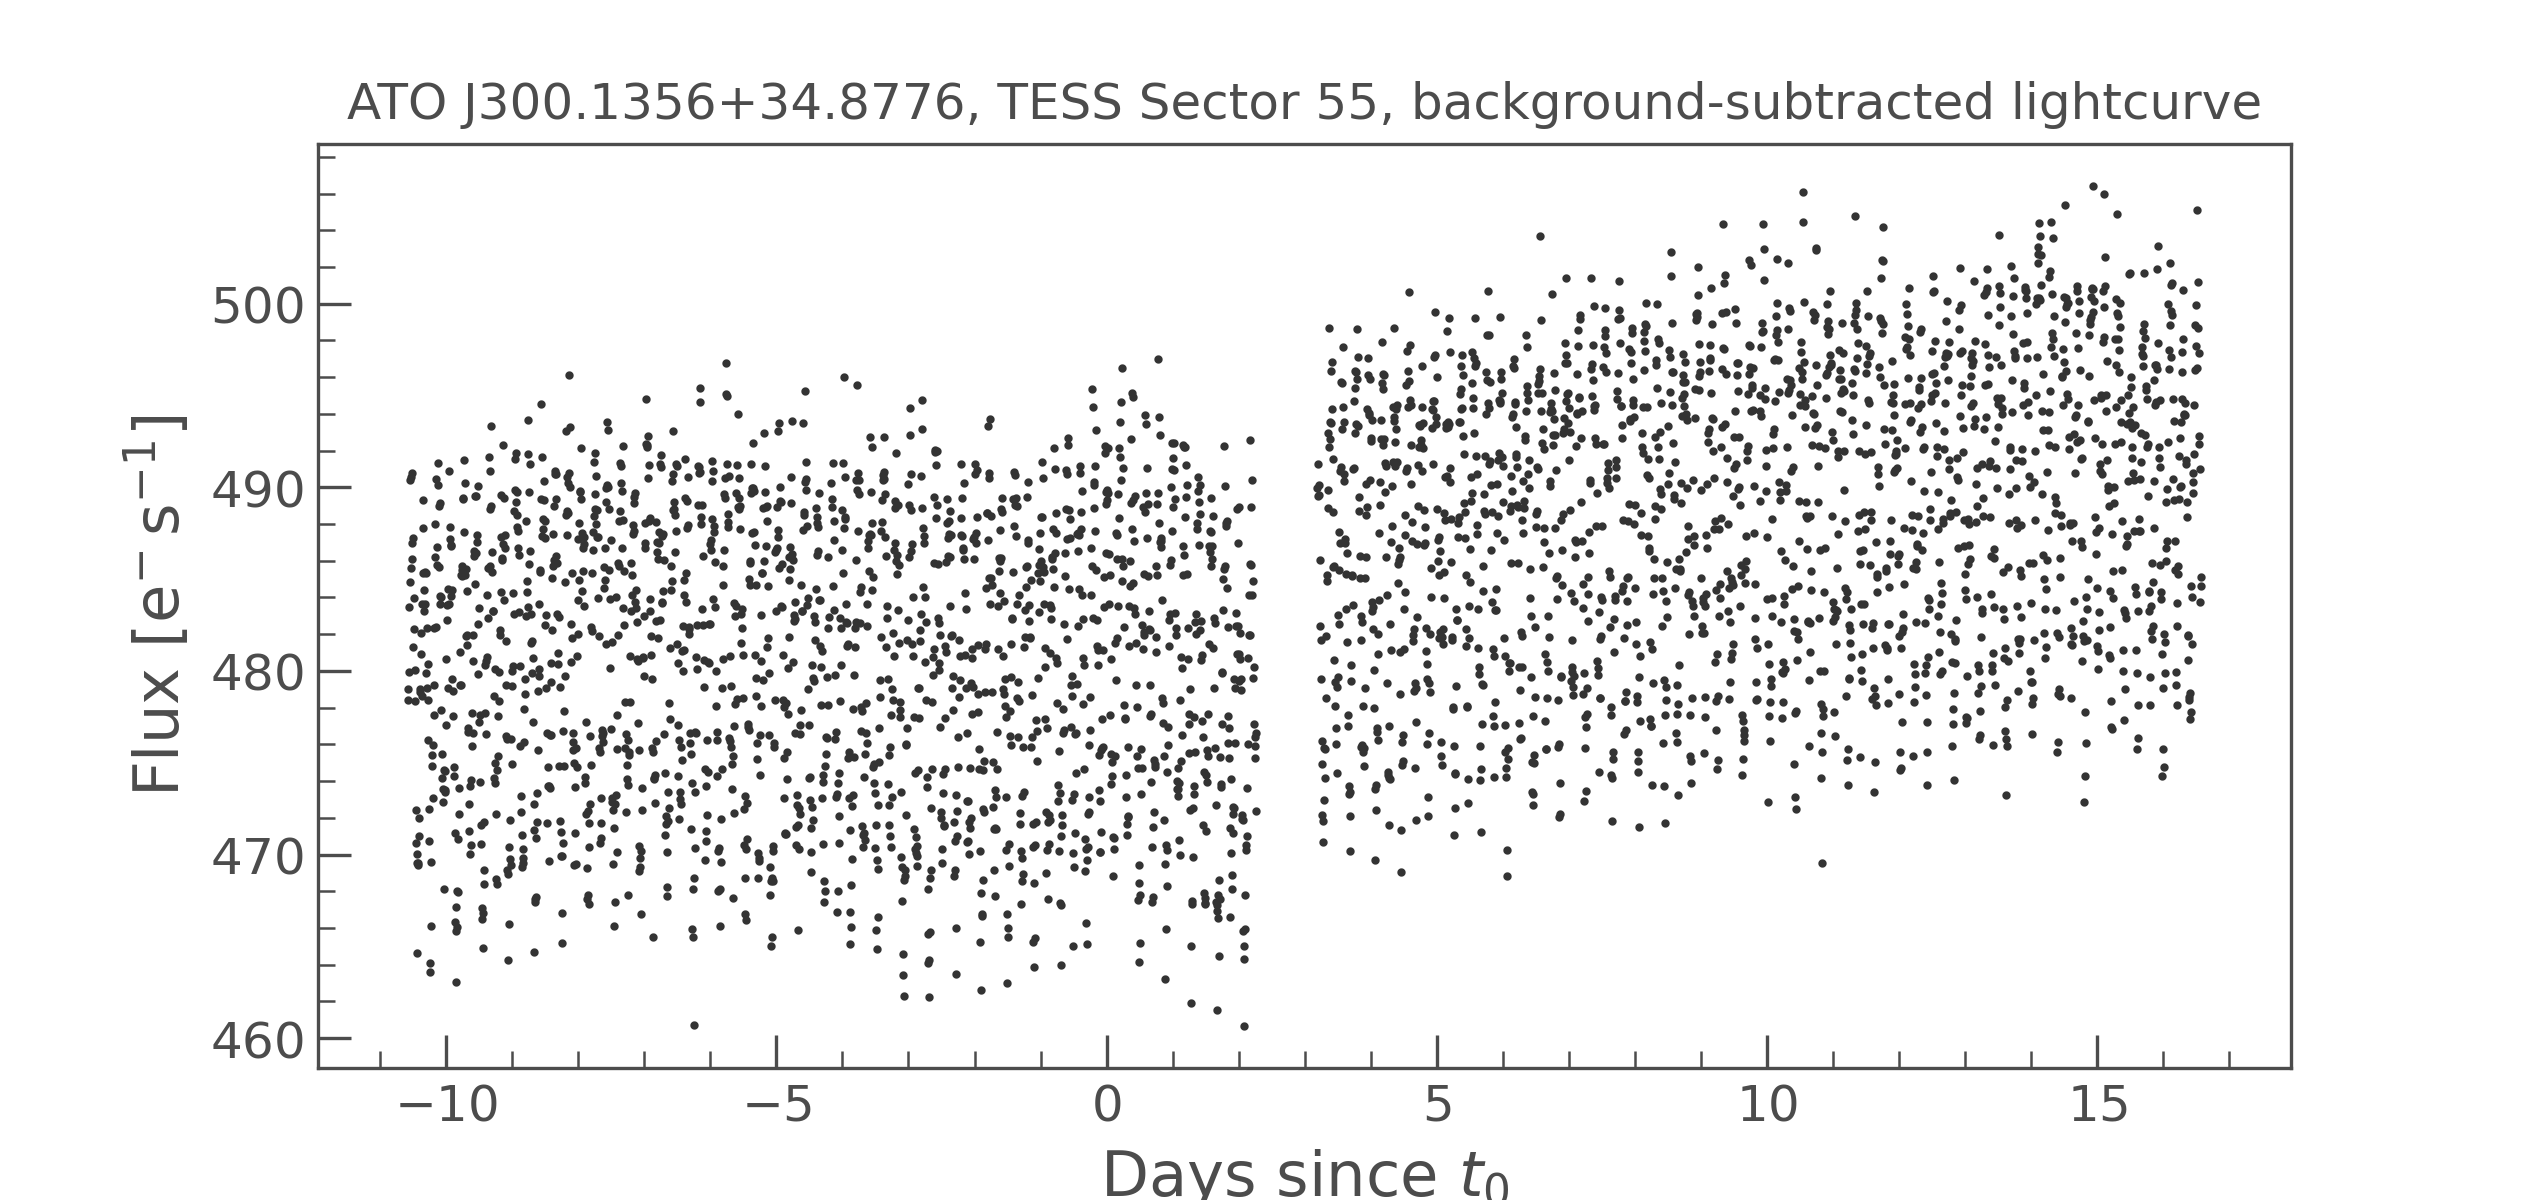 ATO J300.1356+34.8776, TESS Sector 55, background-subtracted lightcurve
Flux [e⁻ s⁻¹]
500
490
480
470
460
−10 −5 0 5 10 15
Days since t₀